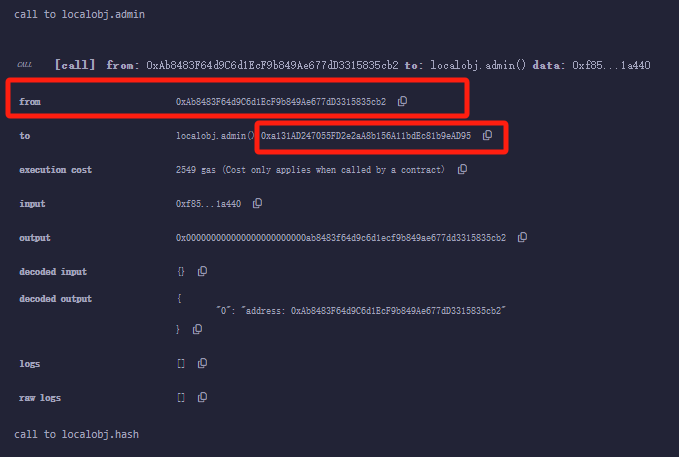 call to localobj.admin
CALL [call] from: 0xAb8483F64d9C6d1EcF9b849Ae677dD3315835cb2 to: localobj.admin() data: 0xf85...1a440
from 0xAb8483F64d9C6d1EcF9b849Ae677dD3315835cb2
to localobj.admin() 0xa131AD247055FD2e2aA8b156A11bdEc81b9eAD95
execution cost 2549 gas (Cost only applies when called by a contract)
input 0xf85...1a440
output 0x000000000000000000000000ab8483f64d9c6d1ecf9b849ae677dd3315835cb2
decoded input {}
decoded output {
"0": "address: 0xAb8483F64d9C6d1EcF9b849Ae677dD3315835cb2"
}
logs []
raw logs []
call to localobj.hash